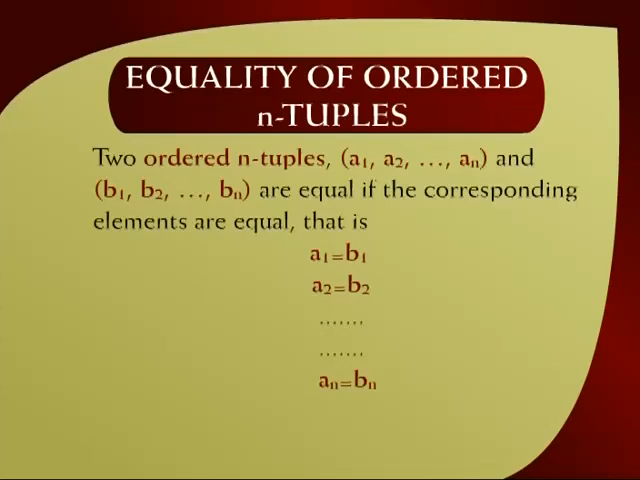 EQUALITY OF ORDERED
n-TUPLES
Two ordered n-tuples, (a₁, a₂, ..., aₙ) and
(b₁, b₂, ..., bₙ) are equal if the corresponding
elements are equal, that is
a₁=b₁
a₂=b₂
.......
.......
aₙ=bₙ